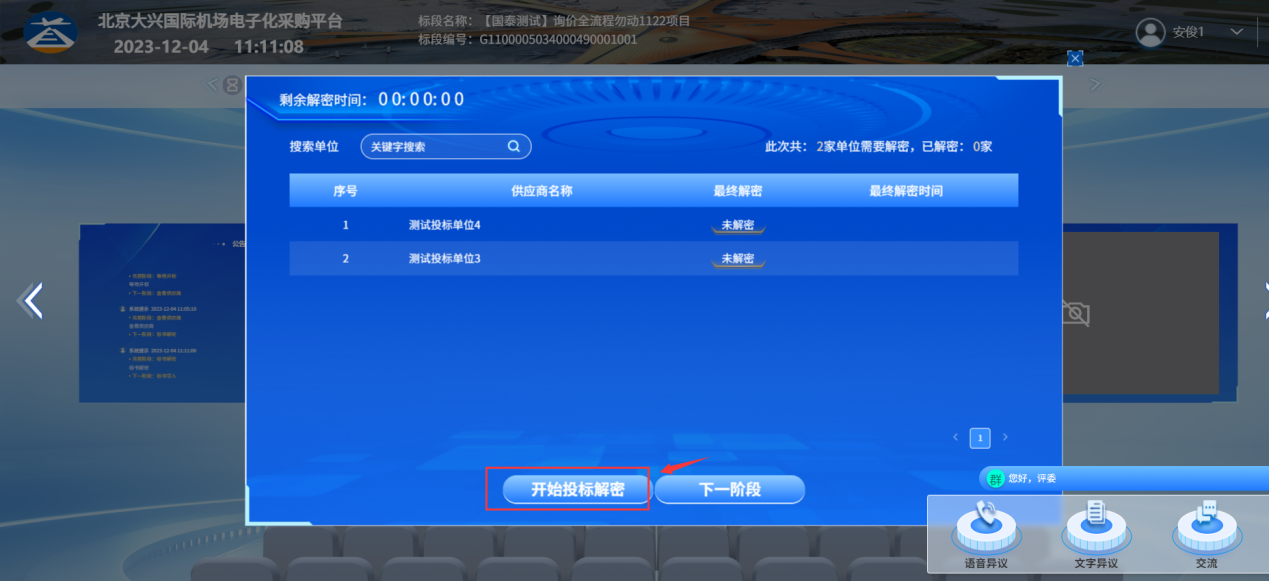 北京大兴国际机场电子化采购平台
2023-12-04 11:11:08
标段名称：【国泰测试】询价全流程勿动1122项目
标段编号：G1100005034000490001001
安俊1
剩余解密时间：00:00:00
搜索单位 关键字搜索
此次共： 2家单位需要解密，已解密： 0家
序号 供应商名称 最终解密 最终解密时间
1 测试投标单位4 未解密
2 测试投标单位3 未解密
公告
1
开始投标解密 下一阶段
群 您好，评委
语音异议 文字异议 交流